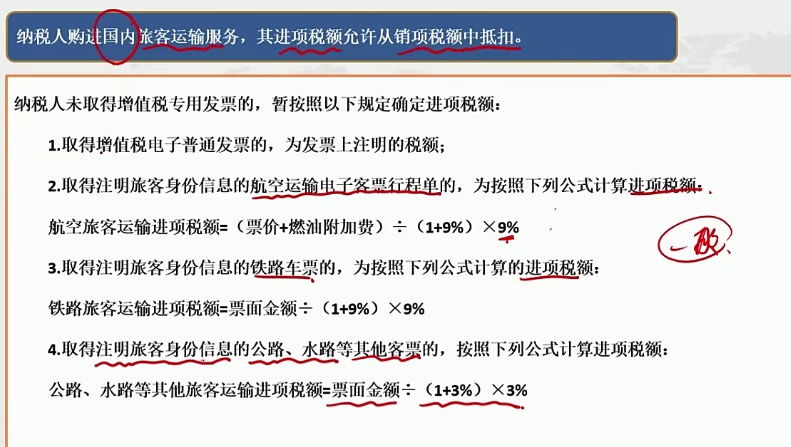 纳税人购进国内旅客运输服务，其进项税额允许从销项税额中抵扣。
纳税人未取得增值税专用发票的，暂按照以下规定确定进项税额：
1.取得增值税电子普通发票的，为发票上注明的税额；
2.取得注明旅客身份信息的航空运输电子客票行程单的，为按照下列公式计算进项税额：
航空旅客运输进项税额=（票价+燃油附加费）÷（1+9%）×9%
一般
3.取得注明旅客身份信息的铁路车票的，为按照下列公式计算的进项税额：
铁路旅客运输进项税额=票面金额÷（1+9%）×9%
4.取得注明旅客身份信息的公路、水路等其他客票的，按照下列公式计算进项税额：
公路、水路等其他旅客运输进项税额=票面金额÷（1+3%）×3%